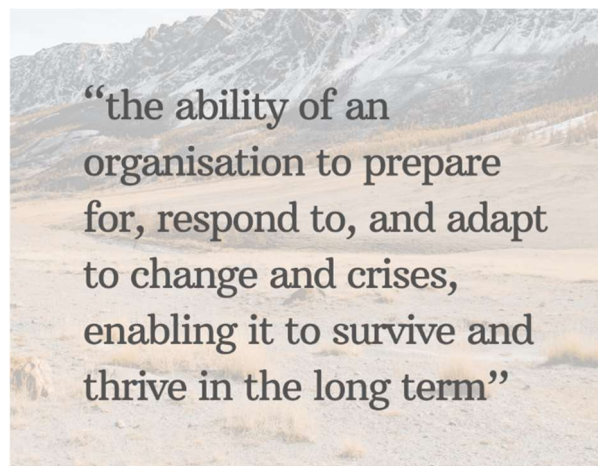 “the ability of an
organisation to prepare
for, respond to, and adapt
to change and crises,
enabling it to survive and
thrive in the long term”